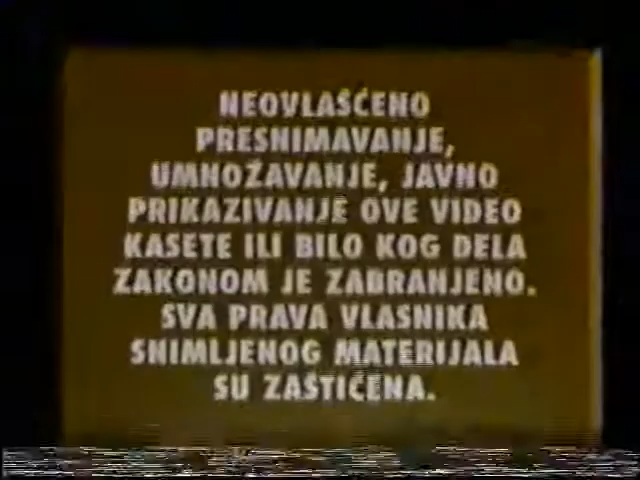 NEOVLAŠĆENO
PRESNIMAVANJE,
UMNOŽAVANJE, JAVNO
PRIKAZIVANJE OVE VIDEO
KASETE ILI BILO KOG DELA
ZAKONOM JE ZABRANJENO.
SVA PRAVA VLASNIKA
SNIMLJENOG MATERIJALA
SU ZAŠTIĆENA.